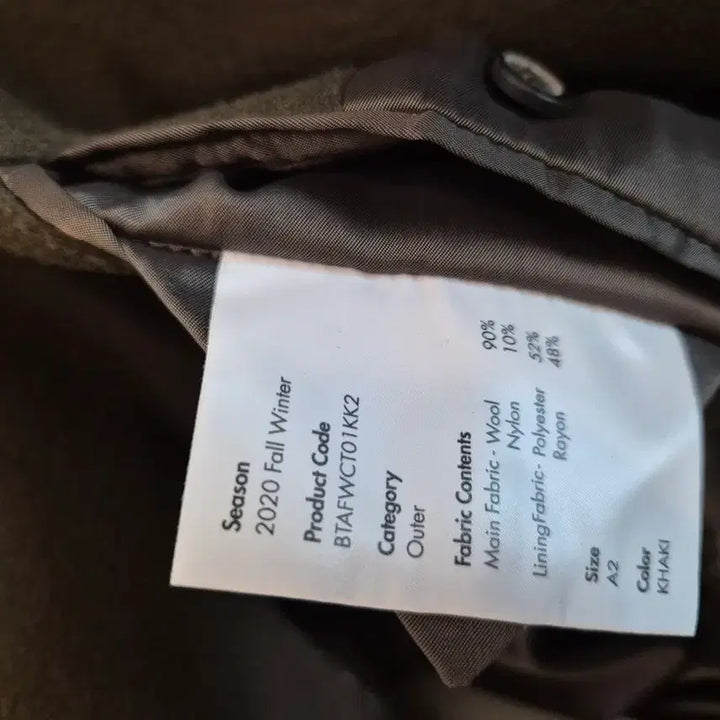 Season
2020 Fall Winter
Product Code
BTAFWCT01KK2
Category
Outer
Fabric Contents
Main Fabric - Wool 90%
Nylon 10%
LiningFabric- Polyester 52%
Rayon 48%
Size
A2
Color
KHAKI